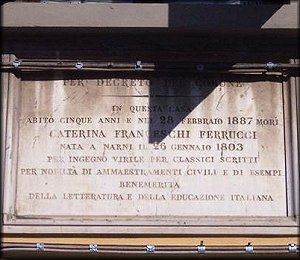 PER DECRETO DEL COMUNE
IN QUESTA CASA
ABITÒ CINQUE ANNI E NEL 28 FEBBRAIO 1887 MORÌ
CATERINA FRANCESCHI FERRUCCI
NATA A NARNI IL 26 GENNAIO 1803
PER INGEGNO VIRILE PER CLASSICI SCRITTI
PER NOBILTÀ DI AMMAESTRAMENTI CIVILI E DI ESEMPI
BENEMERITA
DELLA LETTERATURA E DELLA EDUCAZIONE ITALIANA